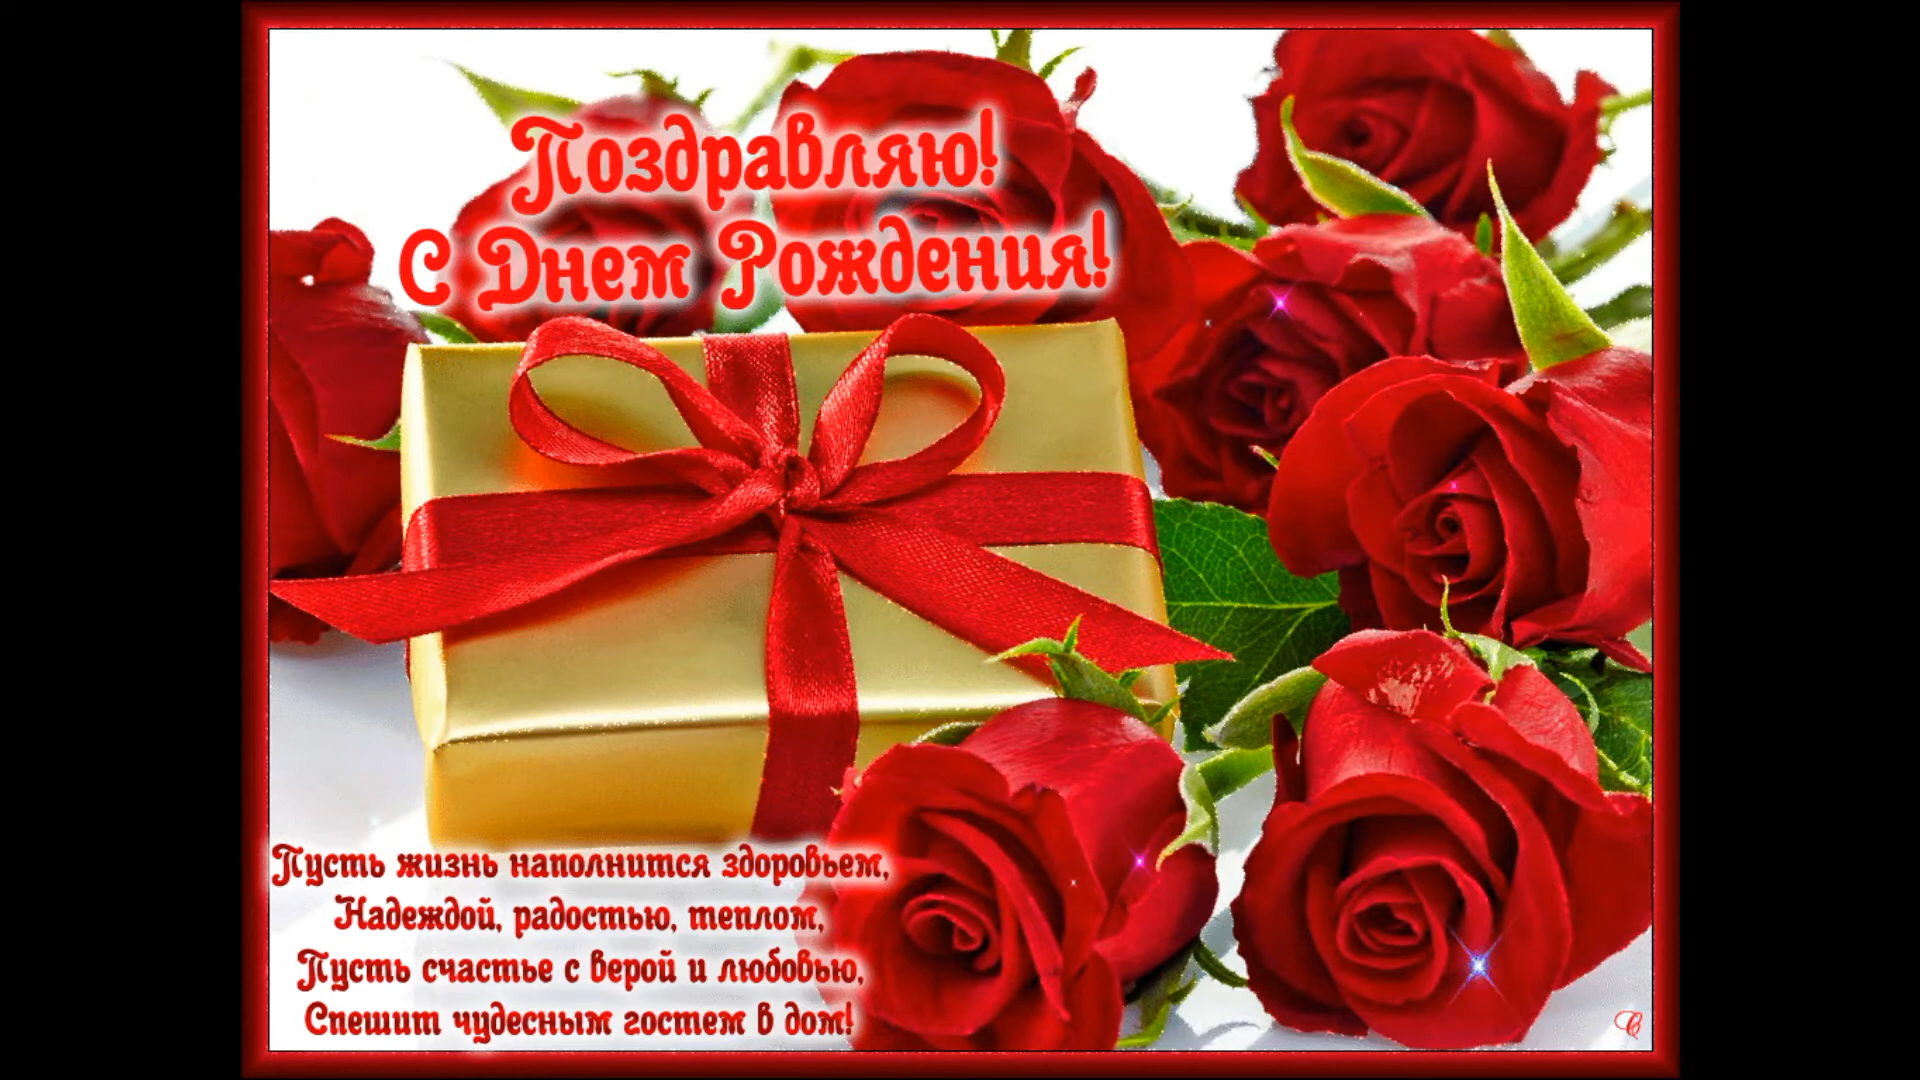 Поздравляю!
С Днем Рождения!
Пусть жизнь наполнится здоровьем,
Надеждой, радостью, теплом,
Пусть счастье с верой и любовью,
Спешит чудесным гостем в дом!